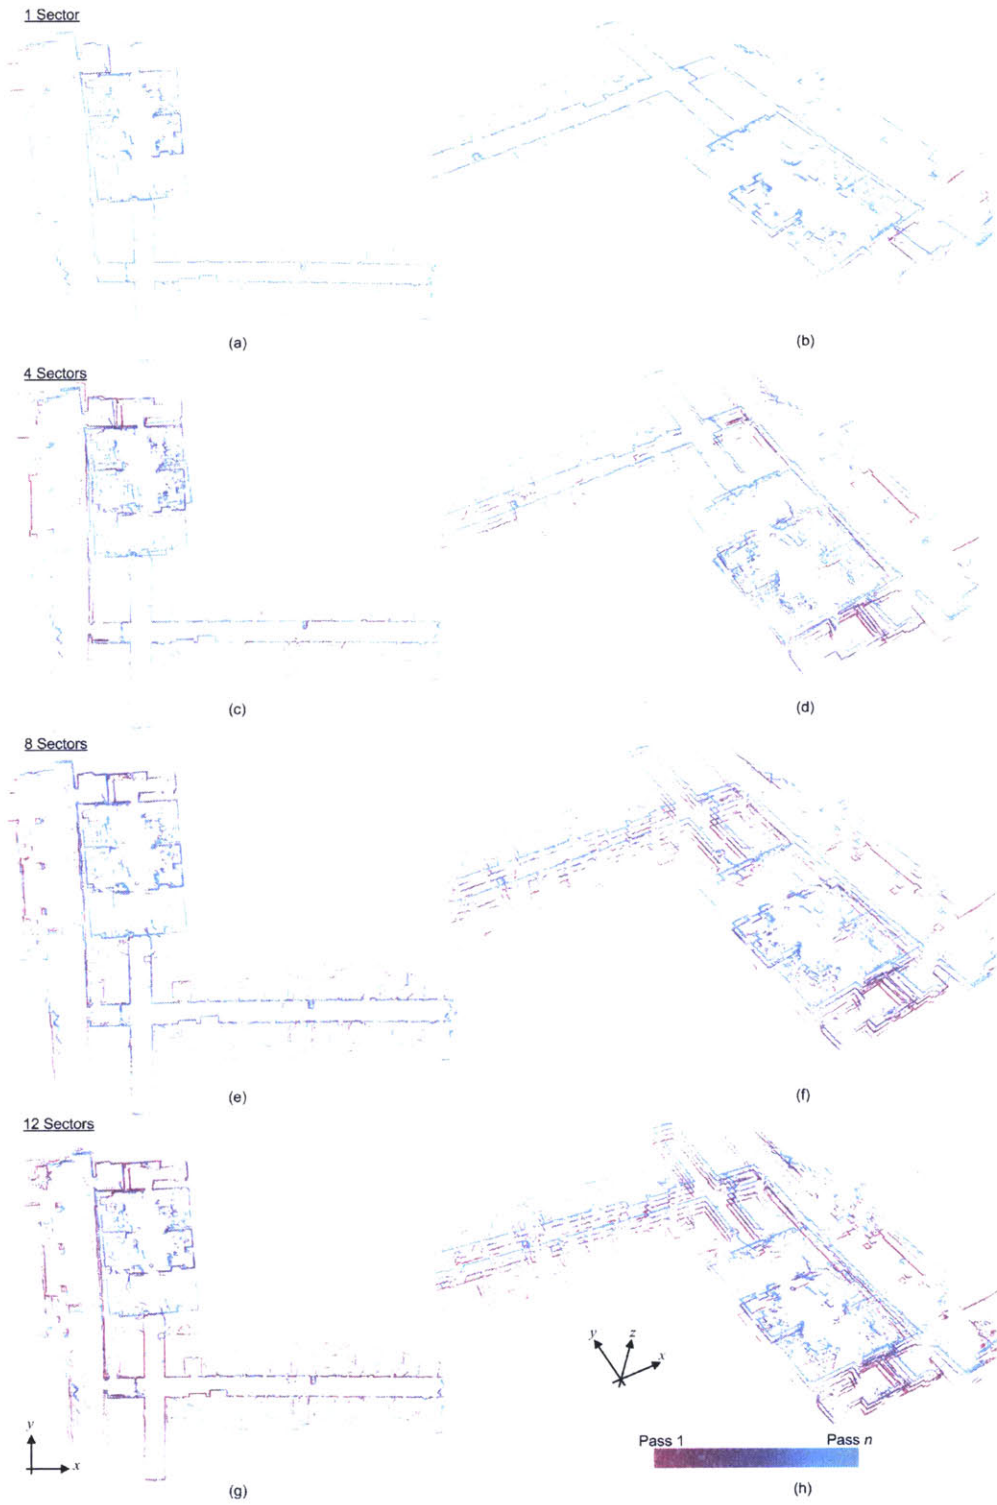 1 Sector
(a)
(b)
4 Sectors
(c)
(d)
8 Sectors
(e)
(f)
12 Sectors
y
z
x
y
x
Pass 1
Pass n
(g)
(h)